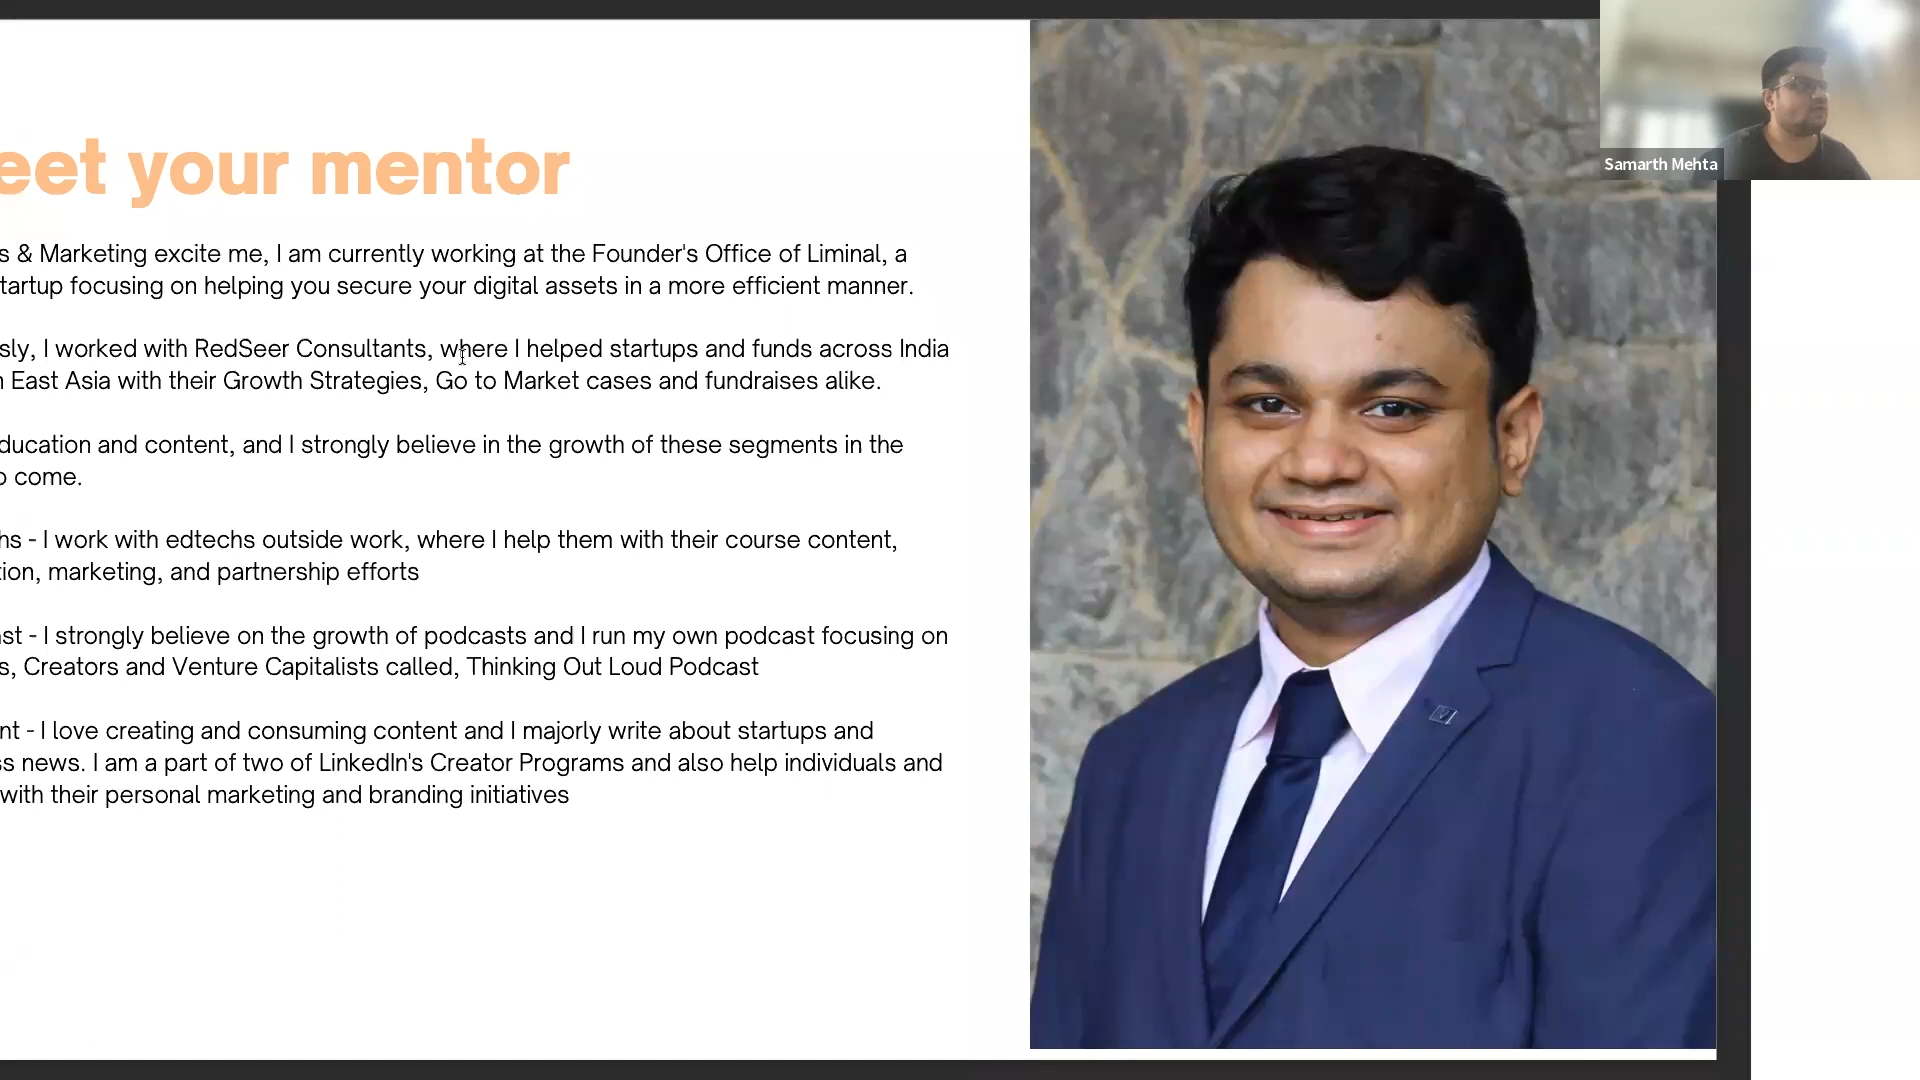 eet your mentor
s & Marketing excite me, I am currently working at the Founder's Office of Liminal, a
tartup focusing on helping you secure your digital assets in a more efficient manner.
sly, I worked with RedSeer Consultants, where I helped startups and funds across India
n East Asia with their Growth Strategies, Go to Market cases and fundraises alike.
ducation and content, and I strongly believe in the growth of these segments in the
o come.
hs - I work with edtechs outside work, where I help them with their course content,
tion, marketing, and partnership efforts
ast - I strongly believe on the growth of podcasts and I run my own podcast focusing on
s, Creators and Venture Capitalists called, Thinking Out Loud Podcast
nt - I love creating and consuming content and I majorly write about startups and
ss news. I am a part of two of LinkedIn's Creator Programs and also help individuals and
with their personal marketing and branding initiatives
Samarth Mehta